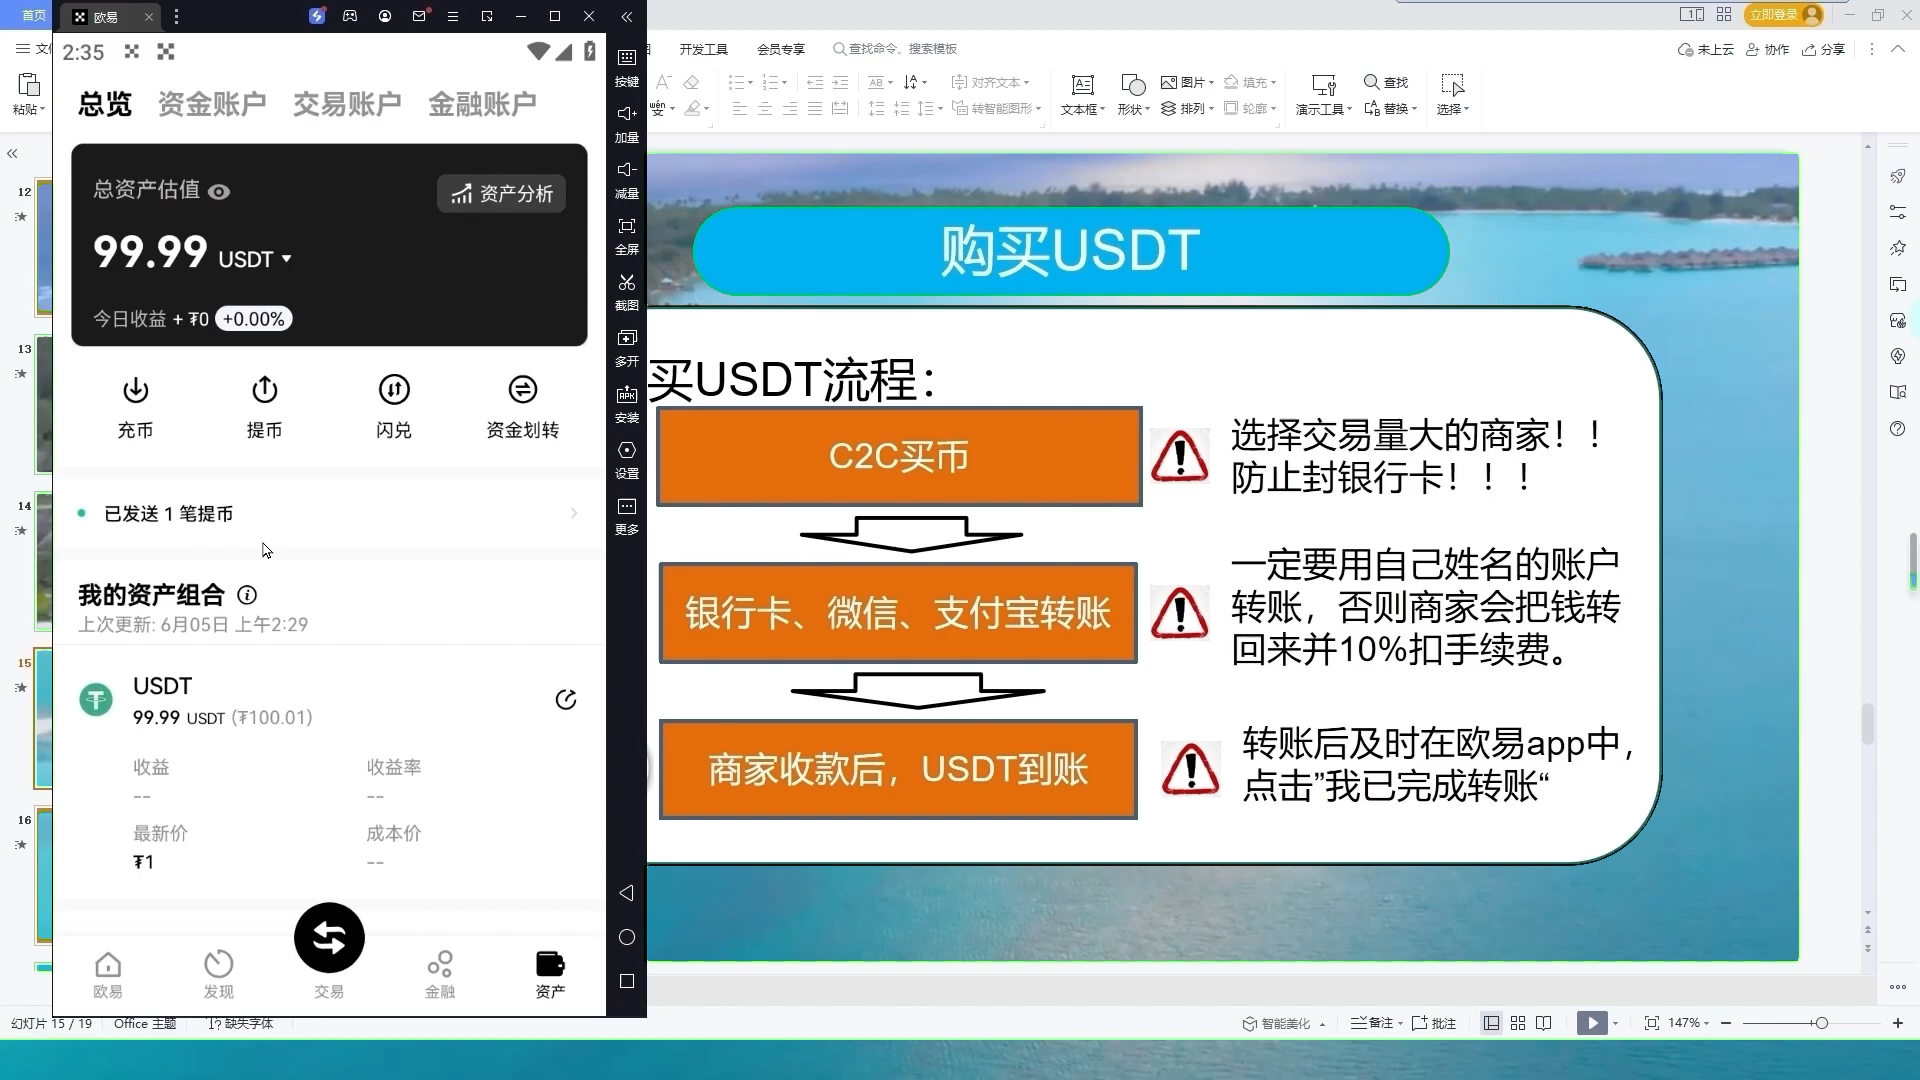 首页
欧易
2:35
总览 资金账户 交易账户 金融账户
总资产估值
资产分析
99.99 USDT
今日收益 + ₮0 +0.00%
充币 提币 闪兑 资金划转
已发送 1 笔提币
我的资产组合
上次更新: 6月05日 上午2:29
USDT
99.99 USDT (₮100.01)
收益 收益率
-- --
最新价 成本价
₮1 --
欧易 发现 交易 金融 资产
按键
加量
减量
全屏
截图
多开
APK
安装
设置
更多
立即登录
开发工具 会员专享 查找命令、搜索模板
未上云 协作 分享
粘贴
对齐文本
转智能图形
文本框 形状 图片 排列 填充 轮廓
演示工具 查找 替换 选择
12
13
14
15
16
购买USDT
买USDT流程：
C2C买币
选择交易量大的商家！！
防止封银行卡！！！
银行卡、微信、支付宝转账
一定要用自己姓名的账户
转账，否则商家会把钱转
回来并10%扣手续费。
商家收款后，USDT到账
转账后及时在欧易app中，
点击”我已完成转账“
幻灯片 15 / 19 Office 主题 缺失字体
智能美化 备注 批注 147%